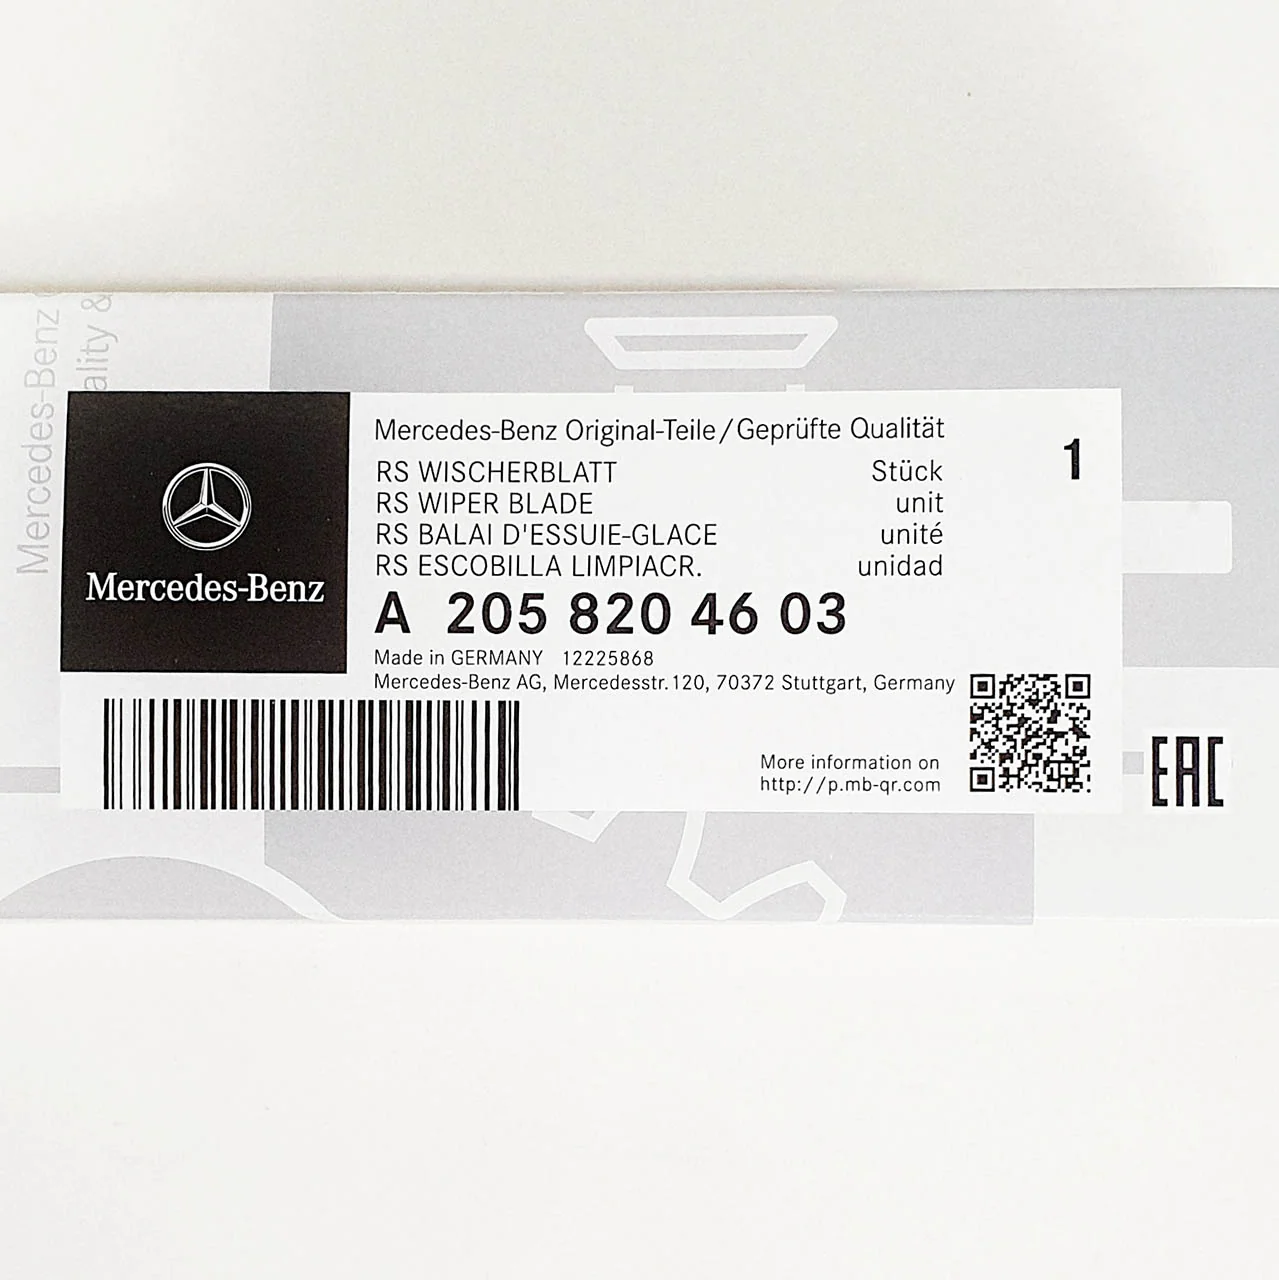 Mercedes-Benz
ality &
Mercedes-Benz
Mercedes-Benz Original-Teile/Geprüfte Qualität
RS WISCHERBLATT Stück
RS WIPER BLADE unit
RS BALAI D'ESSUIE-GLACE unité
RS ESCOBILLA LIMPIACR. unidad
1
A 205 820 46 03
Made in GERMANY 12225868
Mercedes-Benz AG, Mercedesstr.120, 70372 Stuttgart, Germany
More information on
http://p.mb-qr.com
EAC